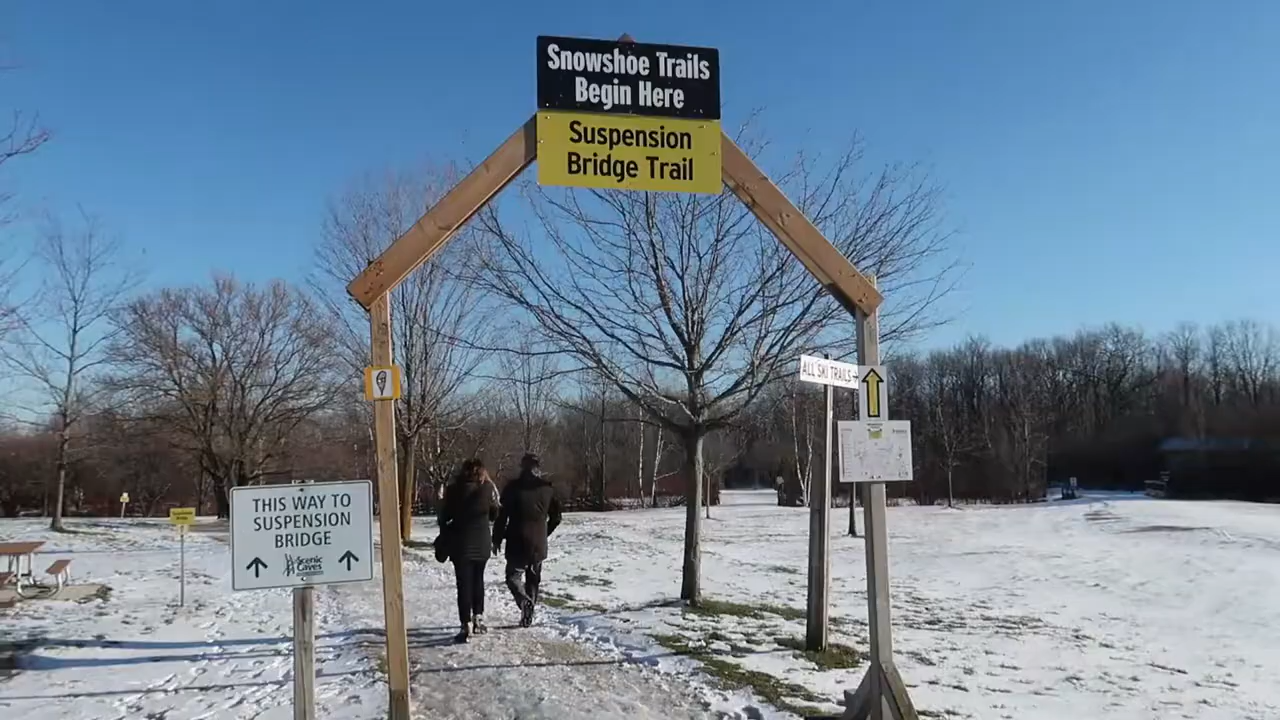 Snowshoe Trails
Begin Here
Suspension
Bridge Trail
ALL SKI TRAILS
THIS WAY TO
SUSPENSION
BRIDGE
Scenic
Caves